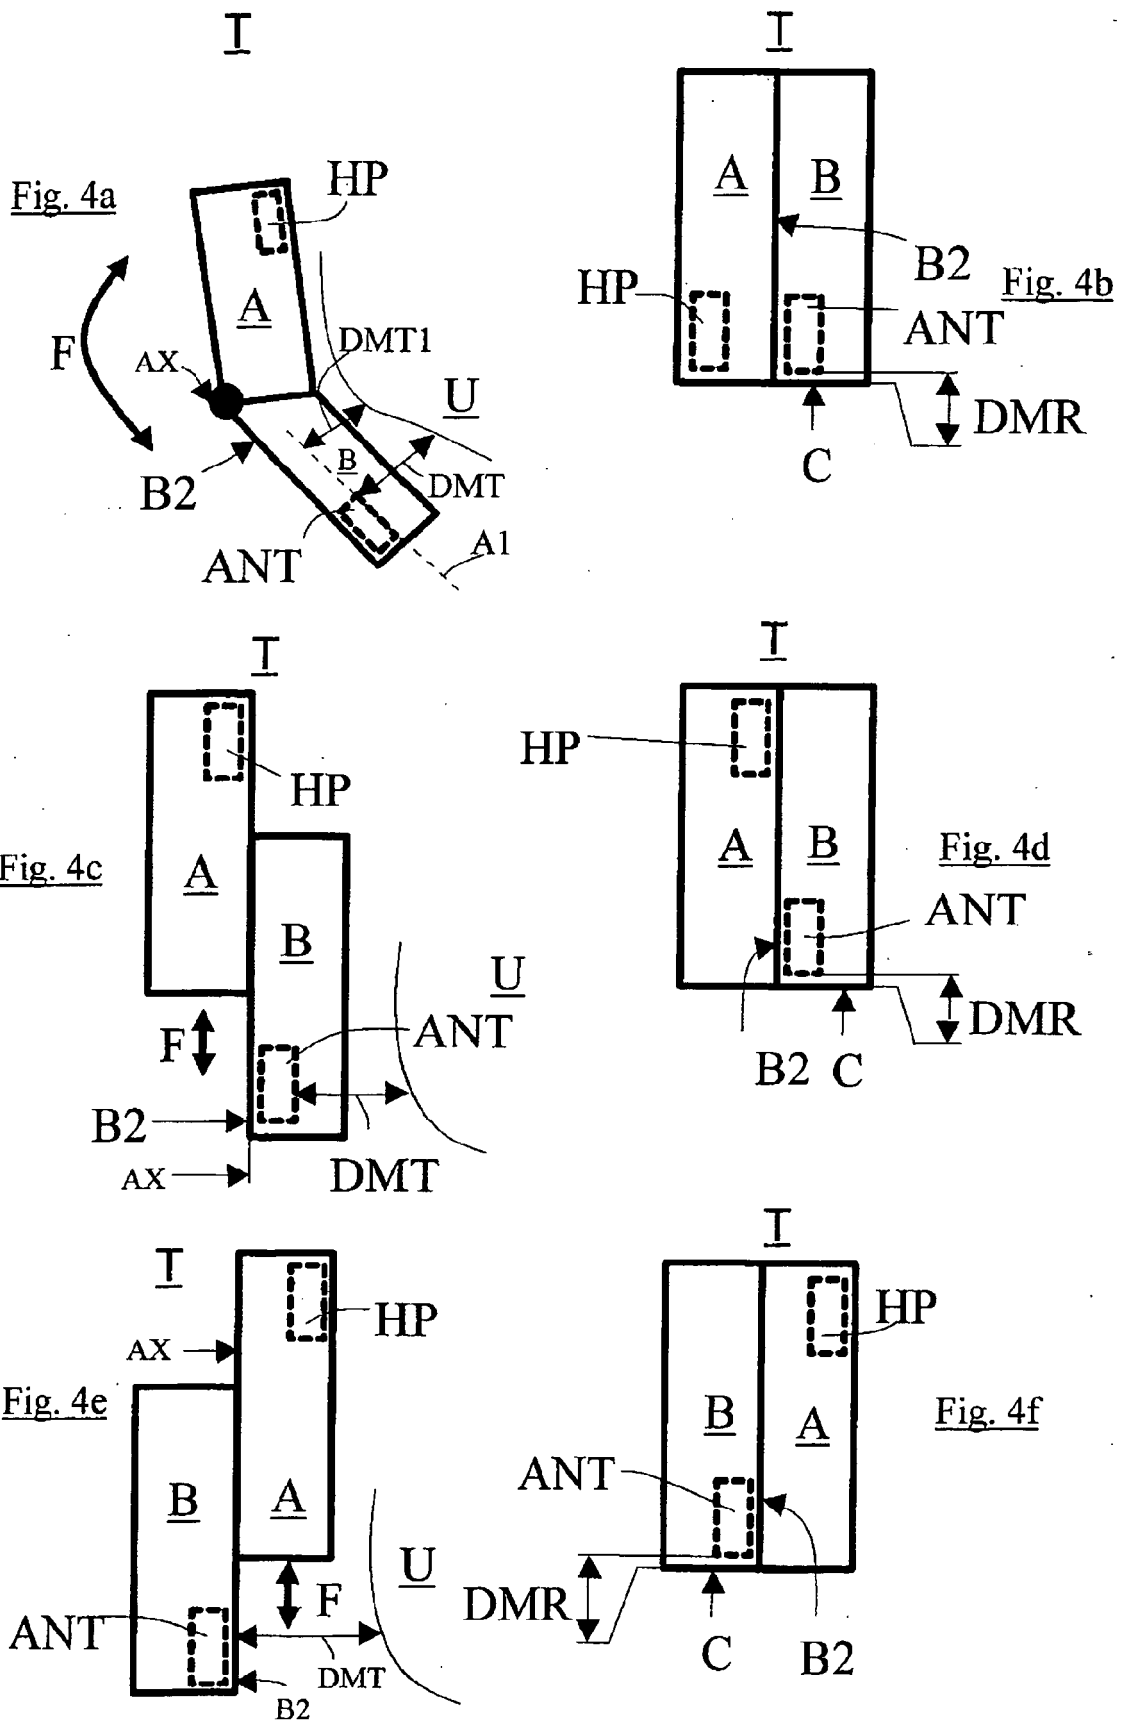 T
Fig. 4a
HP
A
F
AX
DMT1
U
B
B2
DMT
ANT
A1
T
A
B
B2
Fig. 4b
HP
ANT
DMR
C
T
HP
Fig. 4c
A
B
U
F
ANT
B2
AX
DMT
T
HP
A
B
Fig. 4d
ANT
DMR
B2
C
T
HP
AX
Fig. 4e
B
A
U
F
ANT
DMT
B2
T
HP
B
A
Fig. 4f
ANT
DMR
C
B2